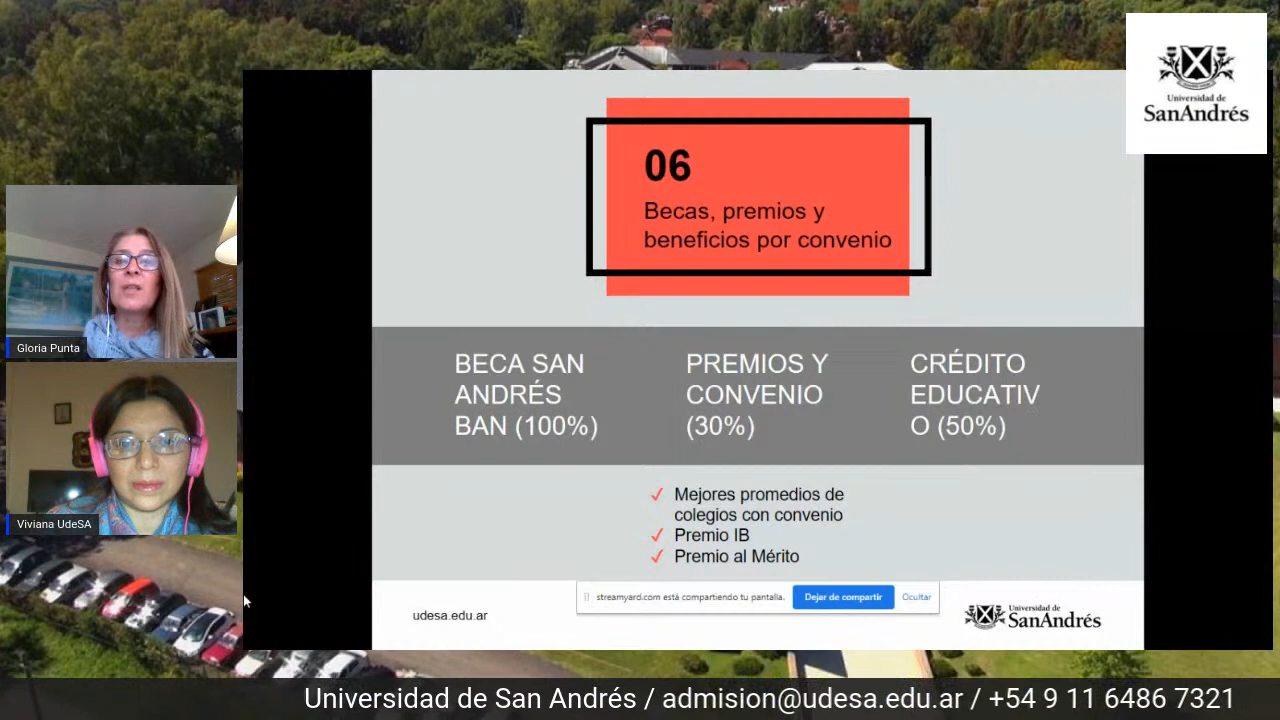 Universidad de
SanAndrés
06
Becas, premios y
beneficios por convenio
Gloria Punta
BECA SAN
ANDRÉS
BAN (100%)
PREMIOS Y
CONVENIO
(30%)
CRÉDITO
EDUCATIV
O (50%)
Viviana UdeSA
✓ Mejores promedios de
colegios con convenio
✓ Premio IB
✓ Premio al Mérito
streamyard.com está compartiendo tu pantalla.
Dejar de compartir
Ocultar
udesa.edu.ar
Universidad de
SanAndrés
Universidad de San Andrés / admision@udesa.edu.ar / +54 9 11 6486 7321